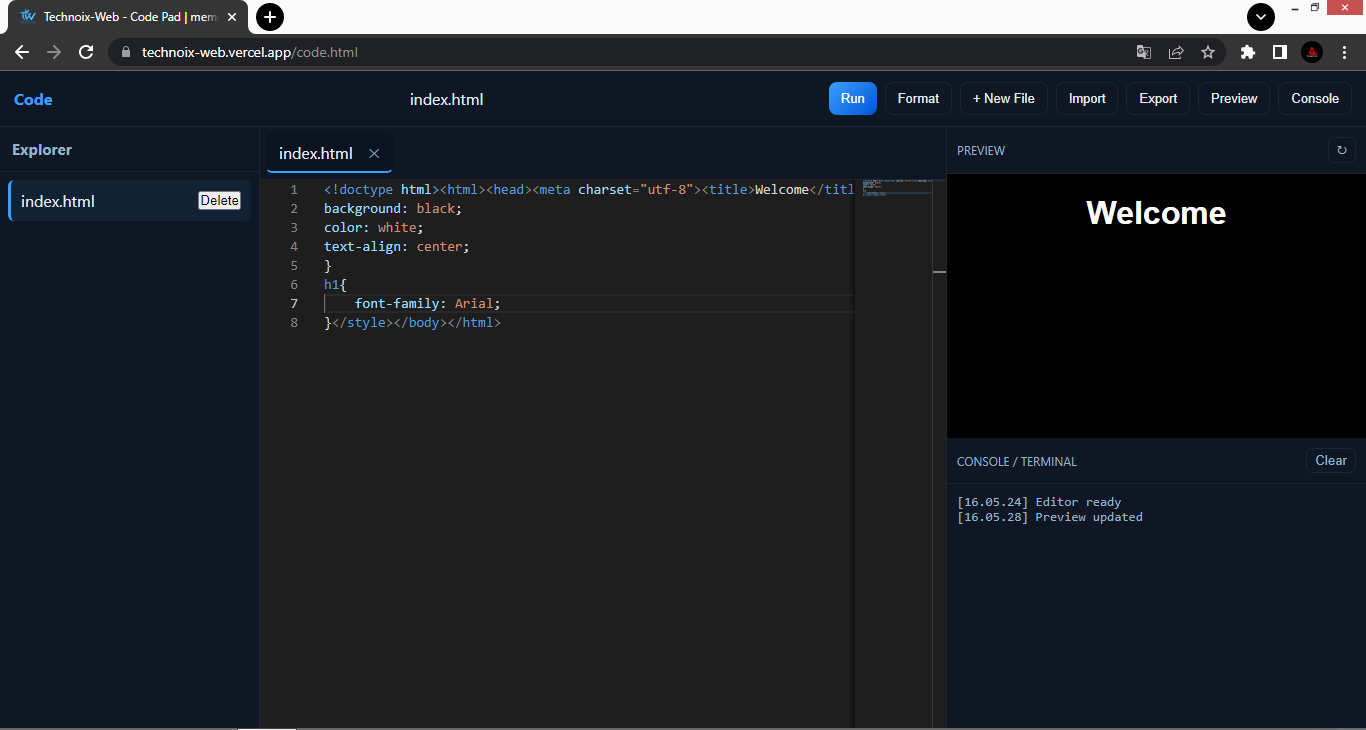 Technoix-Web - Code Pad | mem
technoix-web.vercel.app/code.html
Code
index.html
Run
Format
+ New File
Import
Export
Preview
Console
Explorer
index.html
Delete
index.html
1 <!doctype html><html><head><meta charset="utf-8"><title>Welcome</titl
2 background: black;
3 color: white;
4 text-align: center;
5 }
6 h1{
7 font-family: Arial;
8 }</style></body></html>
PREVIEW
Welcome
CONSOLE / TERMINAL
Clear
[16.05.24] Editor ready
[16.05.28] Preview updated